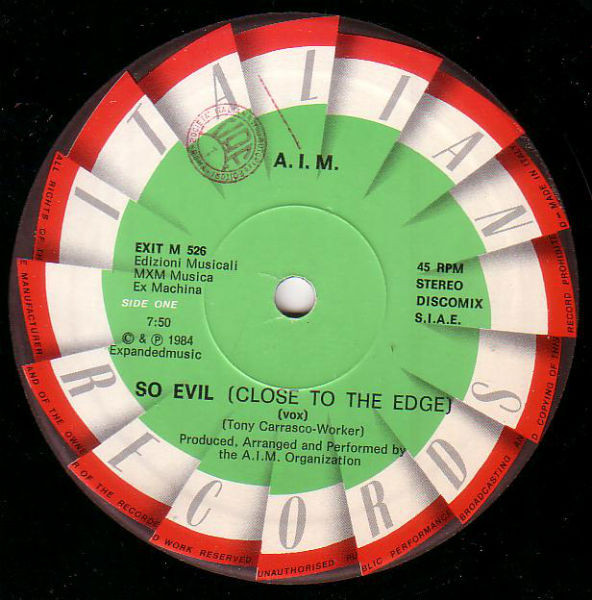 ITALIAN
RECORDS
A.I.M.
EXIT M 526
Edizioni Musicali
MXM Musica
Ex Machina
SIDE ONE
7:50
© & ℗ 1984
Expandedmusic
45 RPM
STEREO
DISCOMIX
S.I.A.E.
SO EVIL (CLOSE TO THE EDGE)
(vox)
(Tony Carrasco-Worker)
Produced, Arranged and Performed by
the A.I.M. Organization
ALL RIGHTS OF THE MANUFACTURER AND OF THE OWNER OF THE RECORDED WORK RESERVED UNAUTHORISED PUBLIC PERFORMANCE BROADCASTING AND COPYING OF THIS RECORD PROHIBITED - MADE IN ITALY